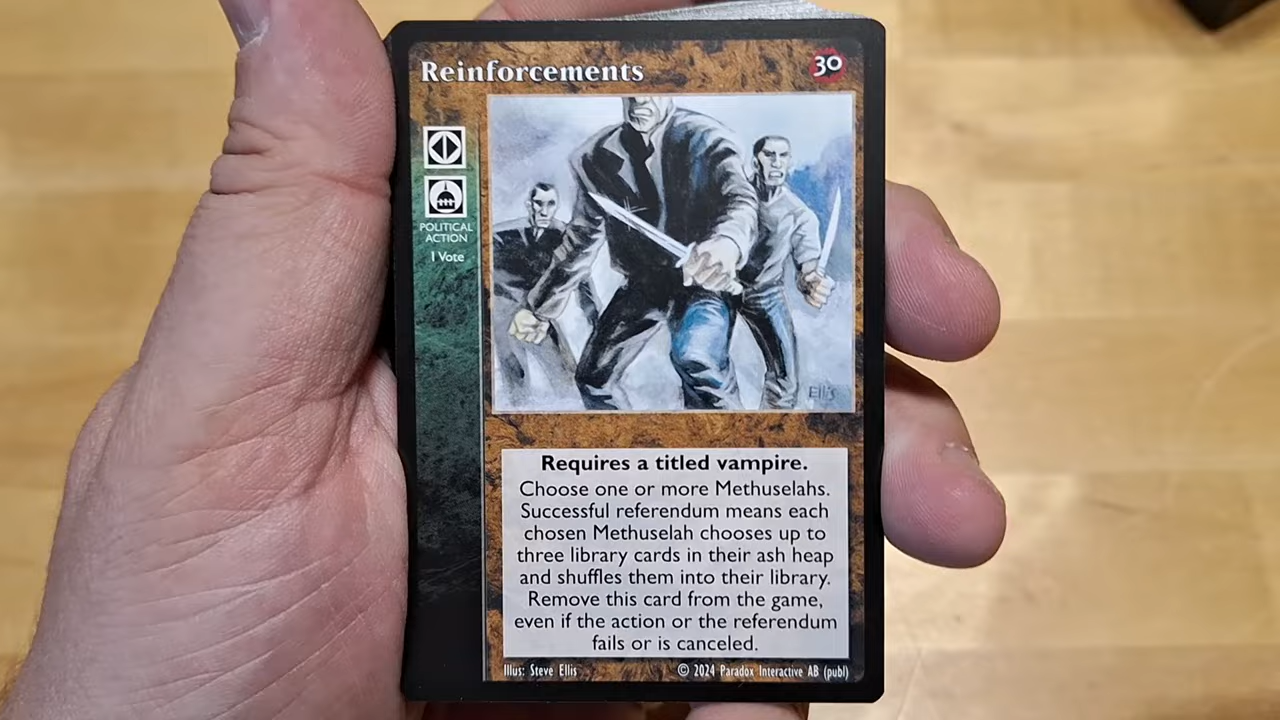 Reinforcements
30
POLITICAL
ACTION
1 Vote
Ellis
Requires a titled vampire.
Choose one or more Methuselahs.
Successful referendum means each
chosen Methuselah chooses up to
three library cards in their ash heap
and shuffles them into their library.
Remove this card from the game,
even if the action or the referendum
fails or is canceled.
Illus: Steve Ellis
© 2024 Paradox Interactive AB (publ)